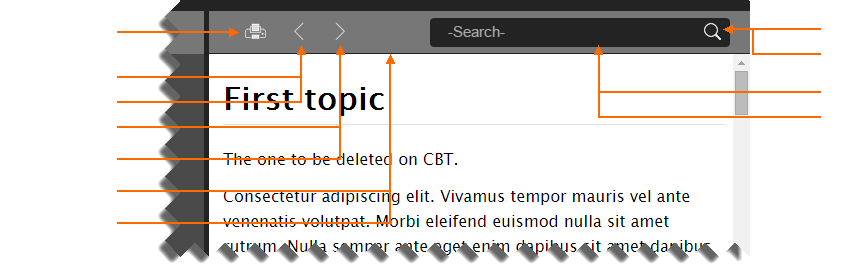 -Search-
First topic
The one to be deleted on CBT.
Consectetur adipiscing elit. Vivamus tempor mauris vel ante
venenatis volutpat. Morbi eleifend euismod nulla sit amet
rutrum. Nulla semper ante eget enim dapibus sit amet dapibus